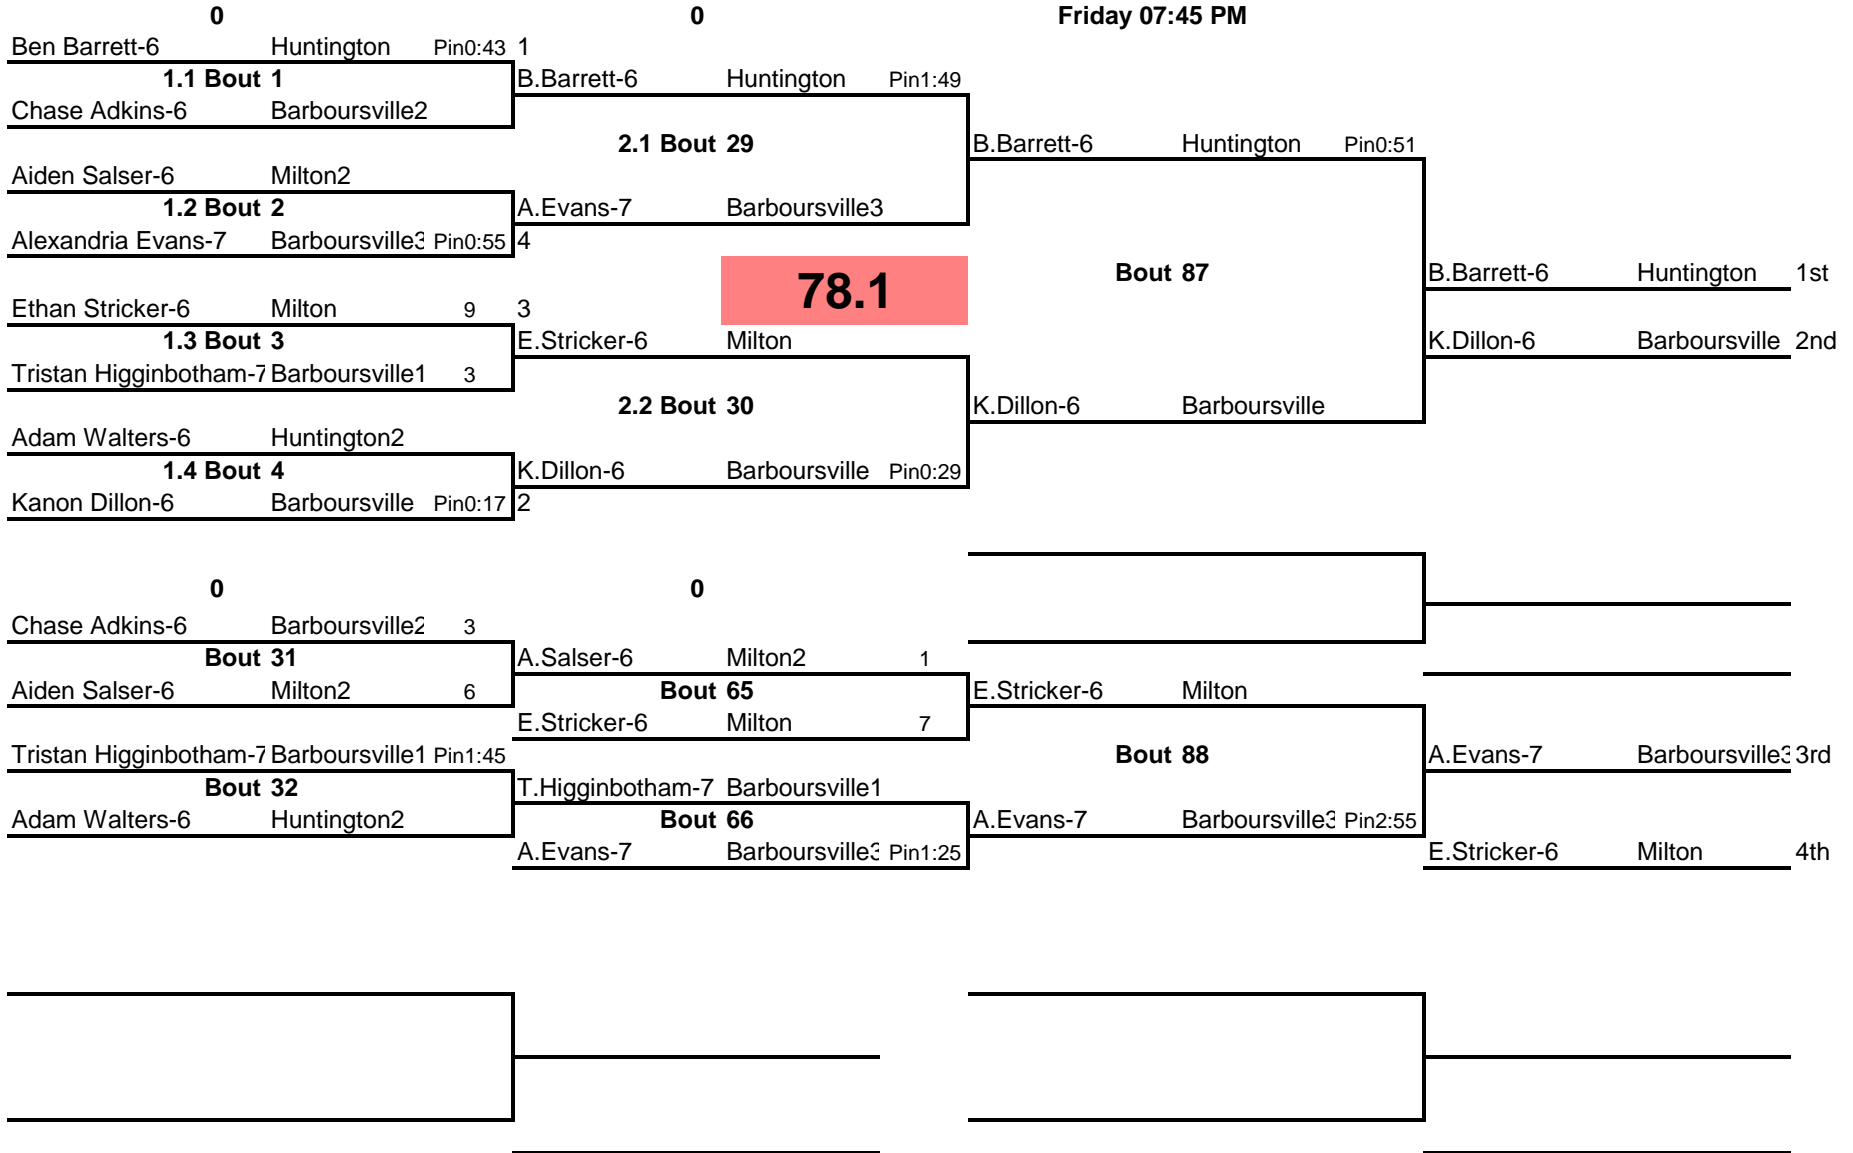 0 0 Friday 07:45 PM
Ben Barrett-6 Huntington Pin0:43 1
1.1 Bout 1 B.Barrett-6 Huntington Pin1:49
Chase Adkins-6 Barboursville2
2.1 Bout 29 B.Barrett-6 Huntington Pin0:51
Aiden Salser-6 Milton2
1.2 Bout 2 A.Evans-7 Barboursville3
Alexandria Evans-7 Barboursville3 Pin0:55 4
78.1 Bout 87 B.Barrett-6 Huntington 1st
Ethan Stricker-6 Milton 9 3
1.3 Bout 3 E.Stricker-6 Milton K.Dillon-6 Barboursville 2nd
Tristan Higginbotham-7 Barboursville1 3
2.2 Bout 30 K.Dillon-6 Barboursville
Adam Walters-6 Huntington2
1.4 Bout 4 K.Dillon-6 Barboursville Pin0:29
Kanon Dillon-6 Barboursville Pin0:17 2
0 0
Chase Adkins-6 Barboursville2 3
Bout 31 A.Salser-6 Milton2 1
Aiden Salser-6 Milton2 6 Bout 65 E.Stricker-6 Milton
E.Stricker-6 Milton 7
Tristan Higginbotham-7 Barboursville1 Pin1:45 Bout 88 A.Evans-7 Barboursville3 3rd
Bout 32 T.Higginbotham-7 Barboursville1
Adam Walters-6 Huntington2 Bout 66 A.Evans-7 Barboursville3 Pin2:55
A.Evans-7 Barboursville3 Pin1:25 E.Stricker-6 Milton 4th